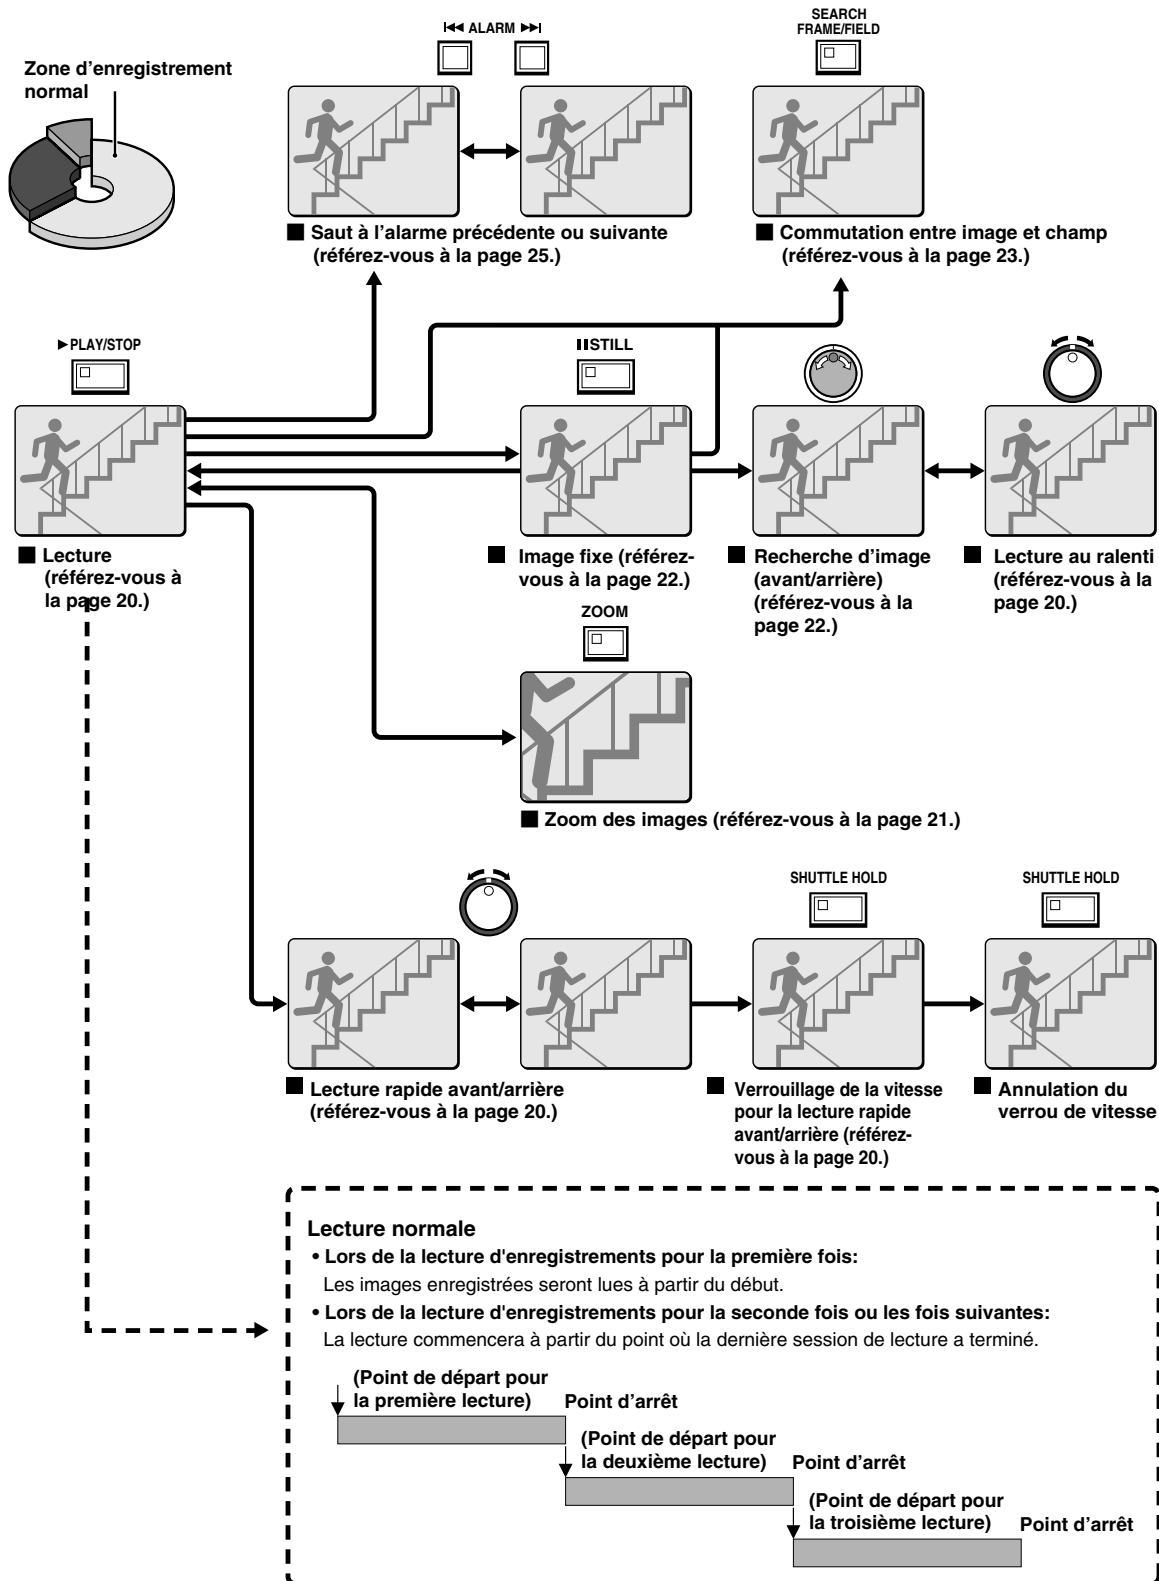 ALARM
SEARCH
FRAME/FIELD
Zone d'enregistrement
normal
■ Saut à l'alarme précédente ou suivante
(référez-vous à la page 25.)
■ Commutation entre image et champ
(référez-vous à la page 23.)
PLAY/STOP
STILL
■ Lecture
(référez-vous à
la page 20.)
■ Image fixe (référez-
vous à la page 22.)
■ Recherche d'image
(avant/arrière)
(référez-vous à la
page 22.)
■ Lecture au ralenti
(référez-vous à la
page 20.)
ZOOM
■ Zoom des images (référez-vous à la page 21.)
SHUTTLE HOLD
SHUTTLE HOLD
■ Lecture rapide avant/arrière
(référez-vous à la page 20.)
■ Verrouillage de la vitesse
pour la lecture rapide
avant/arrière (référez-
vous à la page 20.)
■ Annulation du
verrou de vitesse
Lecture normale
• Lors de la lecture d'enregistrements pour la première fois:
Les images enregistrées seront lues à partir du début.
• Lors de la lecture d'enregistrements pour la seconde fois ou les fois suivantes:
La lecture commencera à partir du point où la dernière session de lecture a terminé.
(Point de départ pour
la première lecture)
Point d'arrêt
(Point de départ pour
la deuxième lecture)
Point d'arrêt
(Point de départ pour
la troisième lecture)
Point d'arrêt